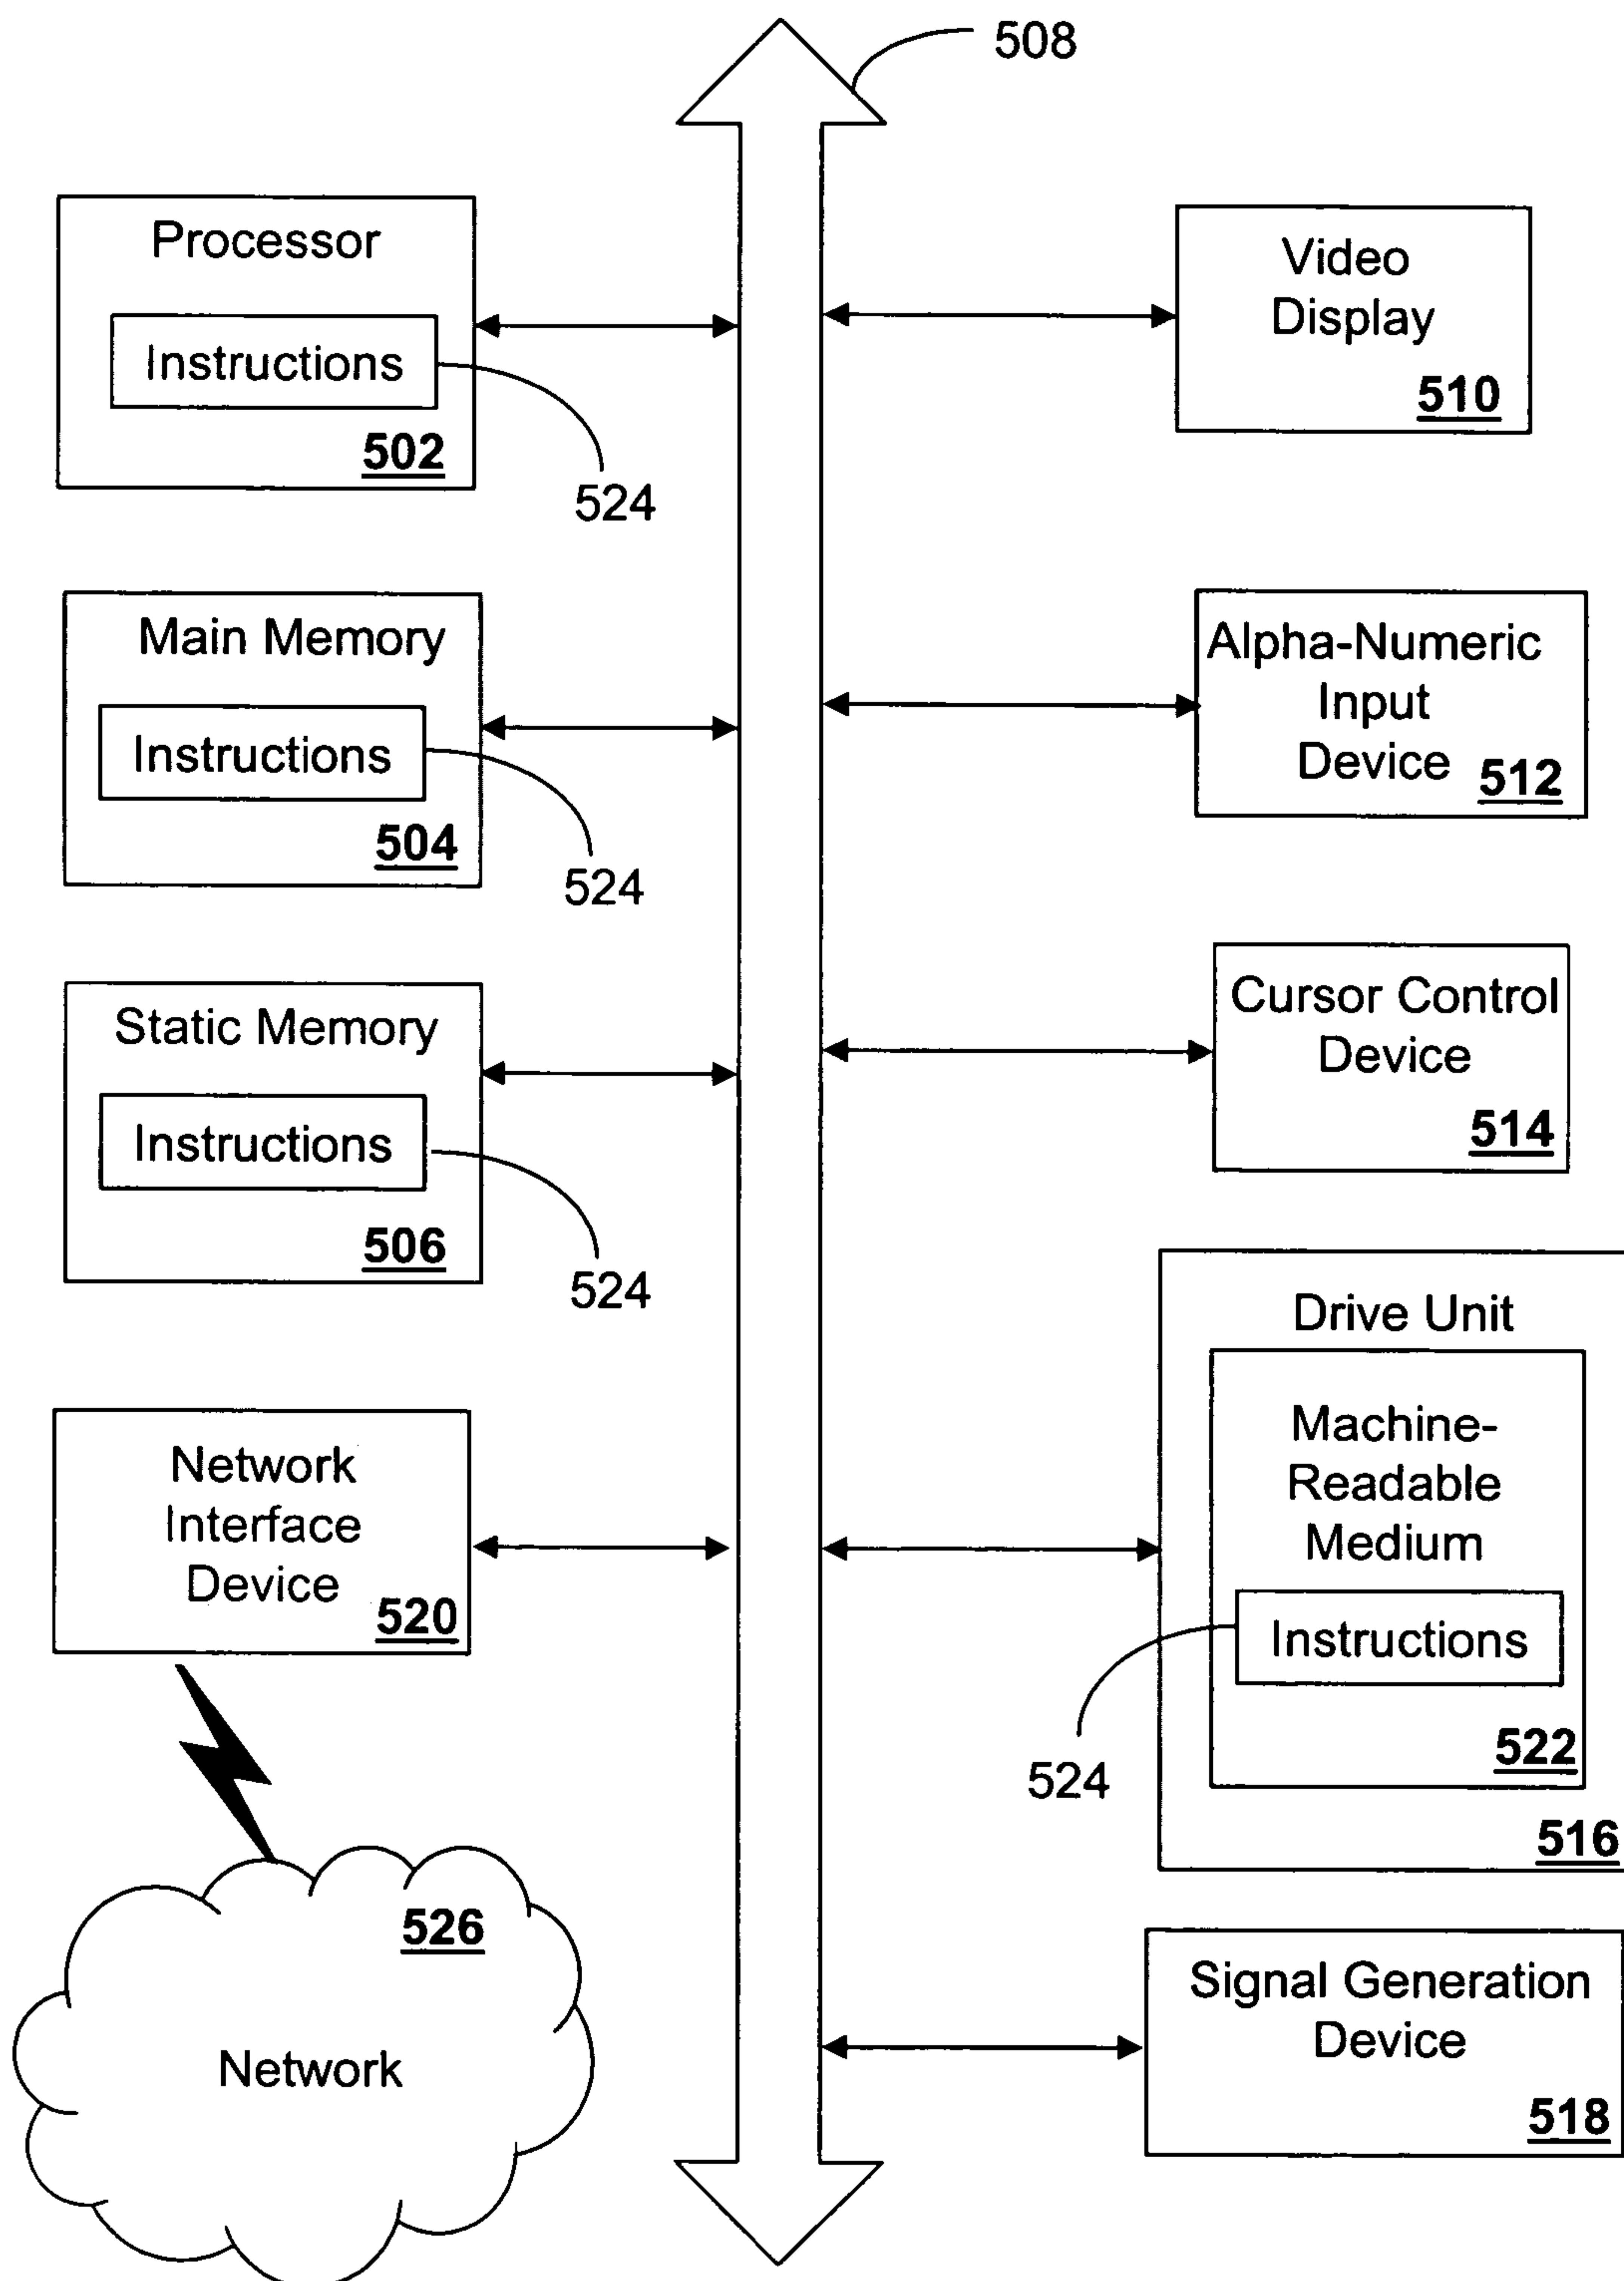 508
Processor
Instructions
502
524
Main Memory
Instructions
504
524
Static Memory
Instructions
506
524
Network
Interface
Device
520
526
Network
Video
Display
510
Alpha-Numeric
Input
Device
512
Cursor Control
Device
514
Drive Unit
Machine-
Readable
Medium
Instructions
524
522
516
Signal Generation
Device
518